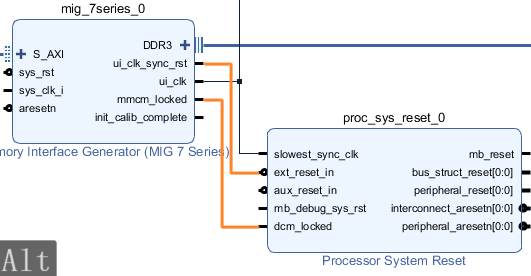 mig_7series_0
DDR3
S_AXI
ui_clk_sync_rst
sys_rst
ui_clk
sys_clk_i
mmcm_locked
aresetn
init_calib_complete
mory Interface Generator (MIG 7 Series)
proc_sys_reset_0
slowest_sync_clk
mb_reset
ext_reset_in
bus_struct_reset[0:0]
aux_reset_in
peripheral_reset[0:0]
mb_debug_sys_rst
interconnect_aresetn[0:0]
dcm_locked
peripheral_aresetn[0:0]
Processor System Reset
Alt